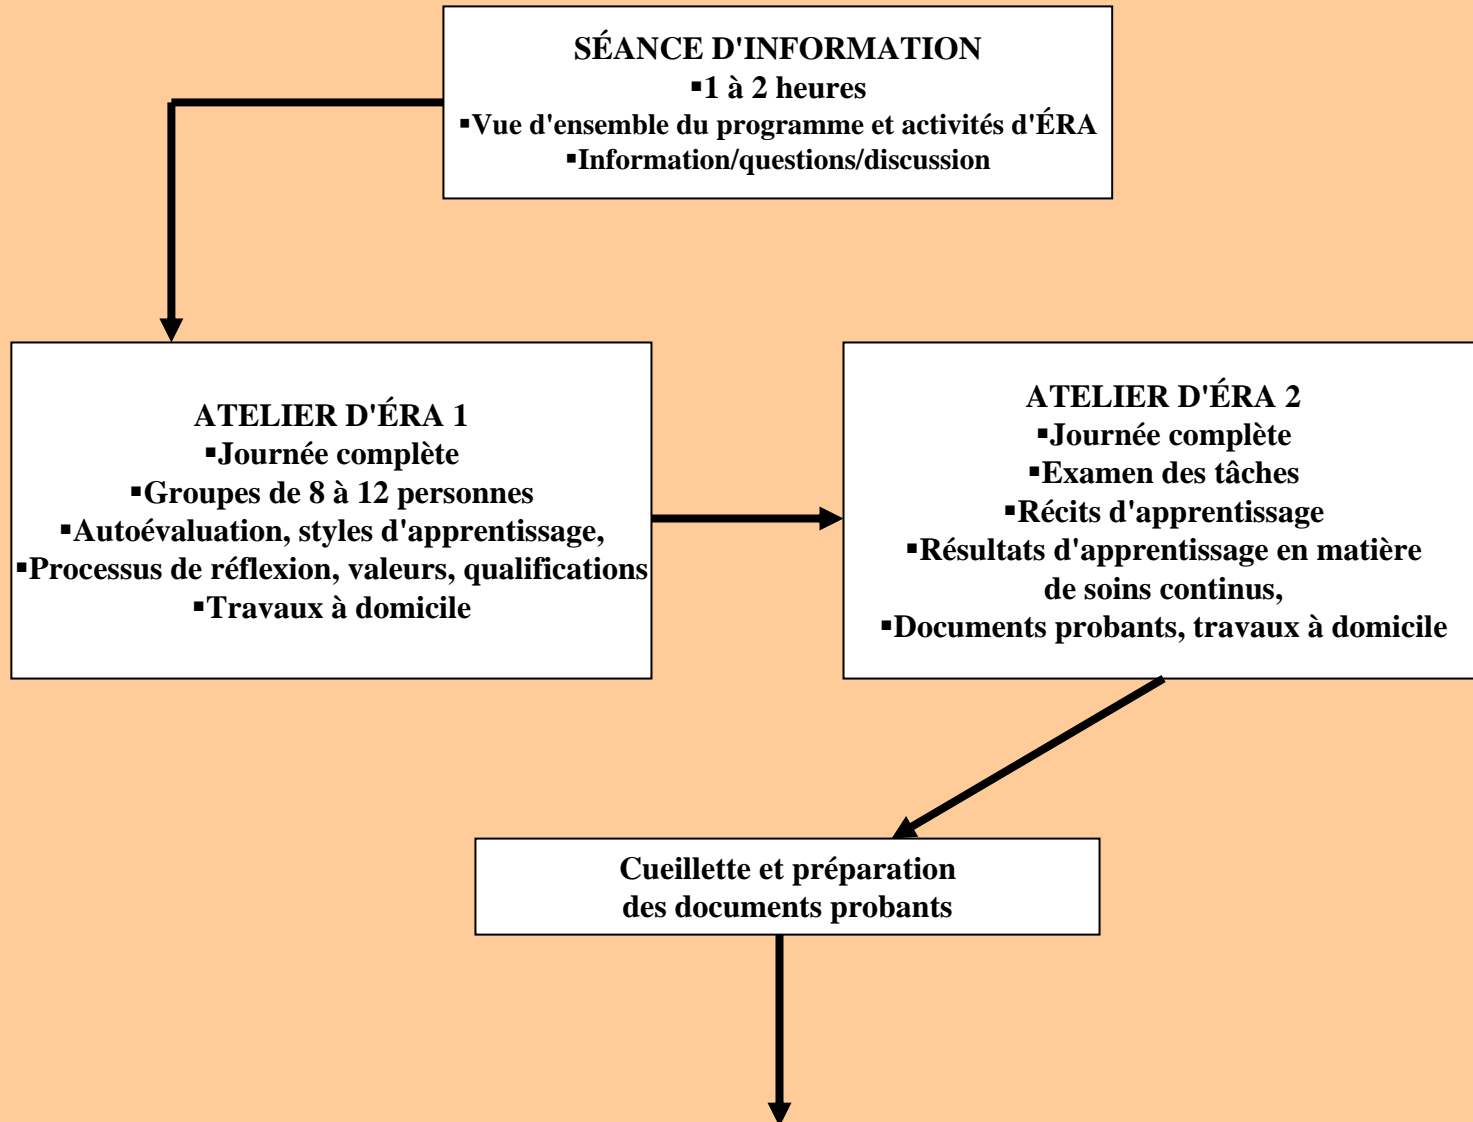 SÉANCE D'INFORMATION
▪1 à 2 heures
▪Vue d'ensemble du programme et activités d'ÉRA
▪Information/questions/discussion
ATELIER D'ÉRA 1
▪Journée complète
▪Groupes de 8 à 12 personnes
▪Autoévaluation, styles d'apprentissage,
▪Processus de réflexion, valeurs, qualifications
▪Travaux à domicile
ATELIER D'ÉRA 2
▪Journée complète
▪Examen des tâches
▪Récits d'apprentissage
▪Résultats d'apprentissage en matière
de soins continus,
▪Documents probants, travaux à domicile
Cueillette et préparation
des documents probants